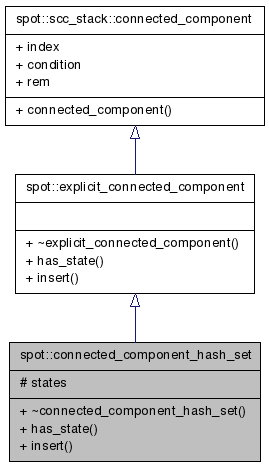 spot::scc_stack::connected_component
+ index
+ condition
+ rem
+ connected_component()
spot::explicit_connected_component
+ ~explicit_connected_component()
+ has_state()
+ insert()
spot::connected_component_hash_set
# states
+ ~connected_component_hash_set()
+ has_state()
+ insert()